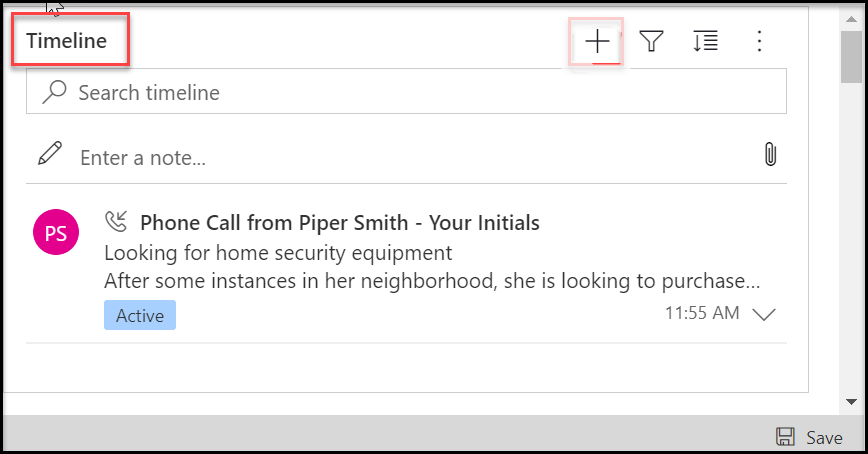 Timeline
Search timeline
Enter a note...
PS
Phone Call from Piper Smith - Your Initials
Looking for home security equipment
After some instances in her neighborhood, she is looking to purchase...
Active
11:55 AM
Save